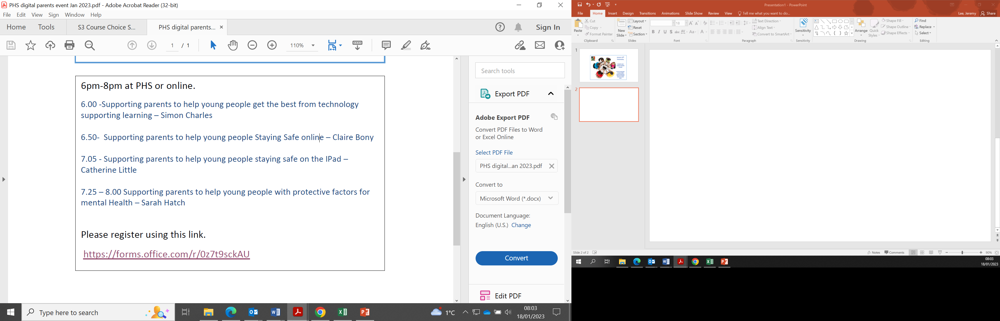 PHS digital parents event Jan 2023.pdf - Adobe Acrobat Reader (32-bit)
File Edit View Sign Window Help
Home Tools S3 Course Choice S... PHS digital parents... ×
Sign In
1 / 1
110%
6pm-8pm at PHS or online.
6.00 -Supporting parents to help young people get the best from technology
supporting learning – Simon Charles
6.50- Supporting parents to help young people Staying Safe online – Claire Bony
7.05 - Supporting parents to help young people staying safe on the IPad –
Catherine Little
7.25 – 8.00 Supporting parents to help young people with protective factors for
mental Health – Sarah Hatch
Please register using this link.
https://forms.office.com/r/0z7t9sckAU
Search tools
Export PDF
Adobe Export PDF
Convert PDF Files to Word
or Excel Online
Select PDF File
PHS digital...an 2023.pdf
Convert to
Microsoft Word (*.docx)
Document Language:
English (U.S.) Change
Convert
Edit PDF
Type here to search
1°C
08:03
18/01/2023
Presentation1 - PowerPoint
File Home Insert Design Transitions Animations Slide Show Review View Tell me what you want to do...
Lee, Jeremy Share
Paste
Cut
Copy
Format Painter
Clipboard
New
Slide
Layout
Reset
Section
Slides
18
B I U S abc AV Aa A
Font
Text Direction
Align Text
Convert to SmartArt
Paragraph
Sensitivity
Sensitivity
Arrange
Quick
Styles
Shape Fill
Shape Outline
Shape Effects
Drawing
Find
Replace
Select
Editing
1
2
Slide 2 of 2
Notes
Comments
90%
08:03
18/01/2023